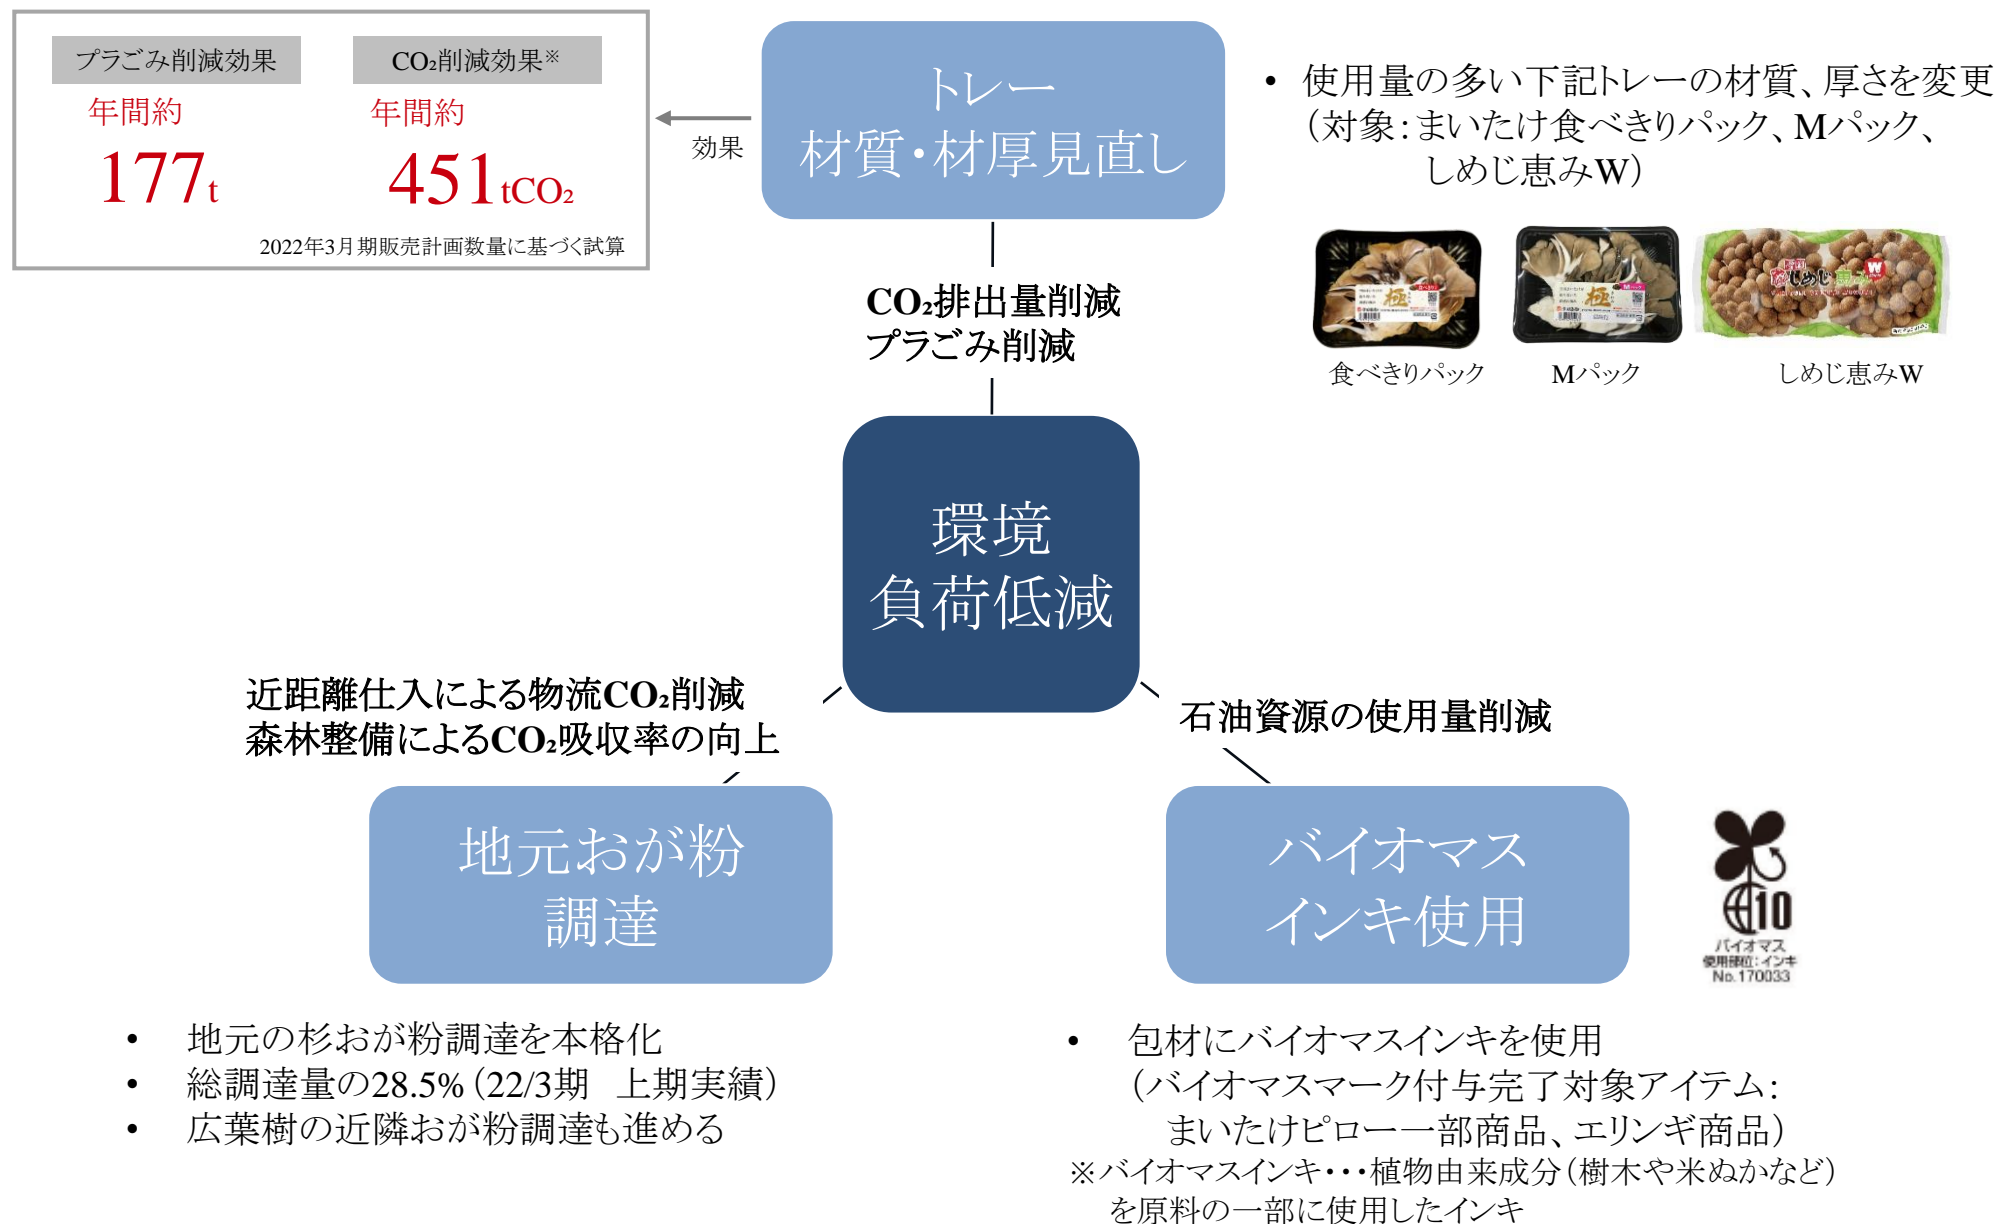 プラごみ削減効果
CO₂削減効果※
年間約
年間約
177t
451tCO₂
2022年3月期販売計画数量に基づく試算
効果
トレー
材質・材厚見直し
• 使用量の多い下記トレーの材質、厚さを変更
（対象：まいたけ食べきりパック、Mパック、
しめじ恵みW）
極
極
しめじ 恵み W
食べきりパック
Mパック
しめじ恵みW
CO₂排出量削減
プラごみ削減
環境
負荷低減
近距離仕入による物流CO₂削減
森林整備によるCO₂吸収率の向上
石油資源の使用量削減
地元おが粉
調達
バイオマス
インキ使用
10
バイオマス
使用部位：インキ
No.170033
• 地元の杉おが粉調達を本格化
• 総調達量の28.5%（22/3期　上期実績）
• 広葉樹の近隣おが粉調達も進める
• 包材にバイオマスインキを使用
（バイオマスマーク付与完了対象アイテム：
まいたけピロー一部商品、エリンギ商品）
※バイオマスインキ・・・植物由来成分（樹木や米ぬかなど）
を原料の一部に使用したインキ